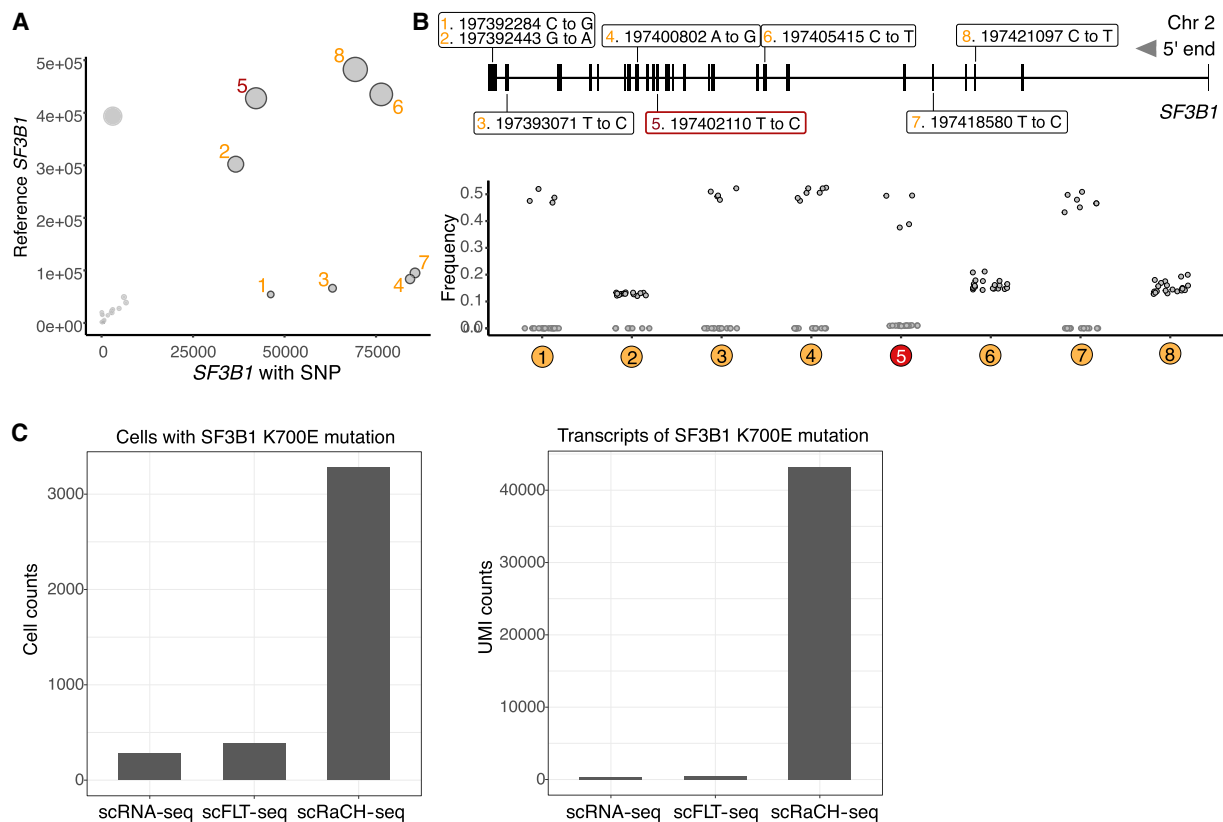 A
Reference SF3B1
5e+05
4e+05
3e+05
2e+05
1e+05
0e+00
0
25000
50000
75000
SF3B1 with SNP
8
5
6
2
1
3
4
7
B
1. 197392284 C to G
2. 197392443 G to A
4. 197400802 A to G
6. 197405415 C to T
8. 197421097 C to T
Chr 2
5' end
SF3B1
3. 197393071 T to C
5. 197402110 T to C
7. 197418580 T to C
Frequency
0.5
0.4
0.3
0.2
0.1
0.0
1
2
3
4
5
6
7
8
C
Cells with SF3B1 K700E mutation
Cell counts
3000
2000
1000
0
scRNA-seq
scFLT-seq
scRaCH-seq
Transcripts of SF3B1 K700E mutation
UMI counts
40000
30000
20000
10000
0
scRNA-seq
scFLT-seq
scRaCH-seq